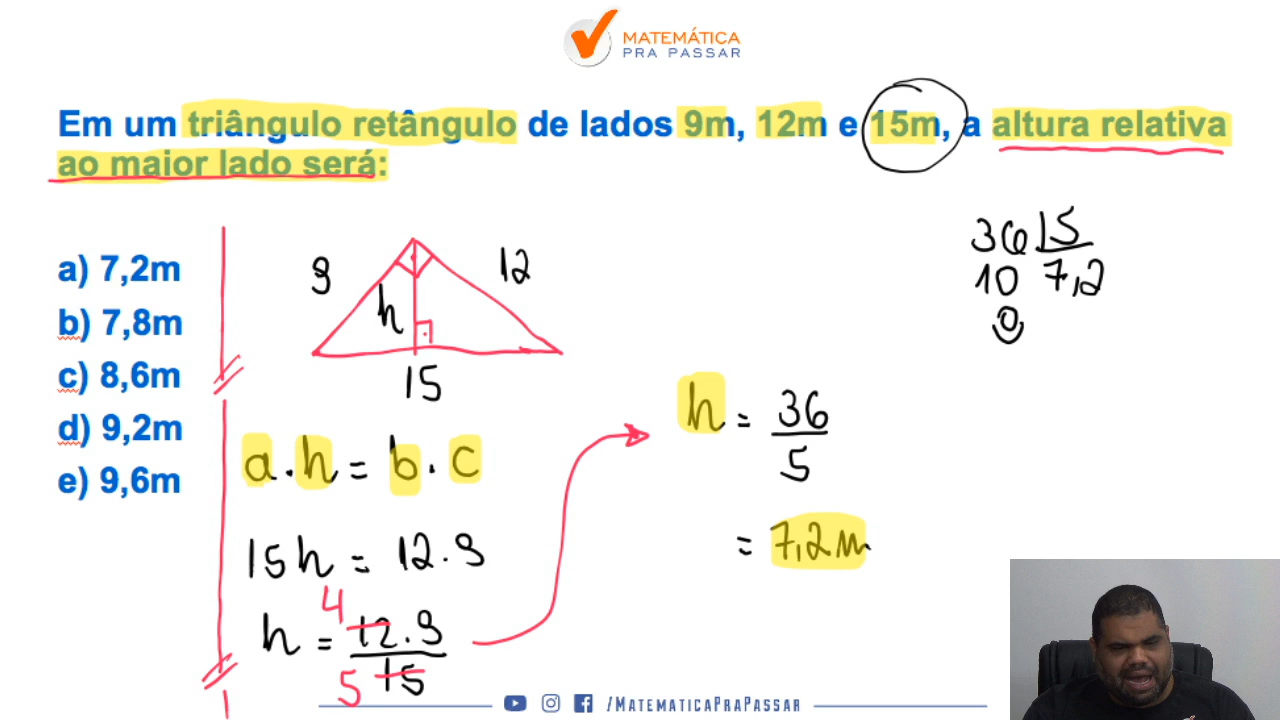 MATEMÁTICA
PRA PASSAR
Em um triângulo retângulo de lados 9m, 12m e 15m, a altura relativa
ao maior lado será:
a) 7,2m
b) 7,8m
c) 8,6m
d) 9,2m
e) 9,6m
9
12
h
15
a . h = b . c
15h = 12 . 9
4
h = 12 . 9
5 15
h = 36
5
= 7,2m
36 5
10 7,2
0
/MatematicaPraPassar